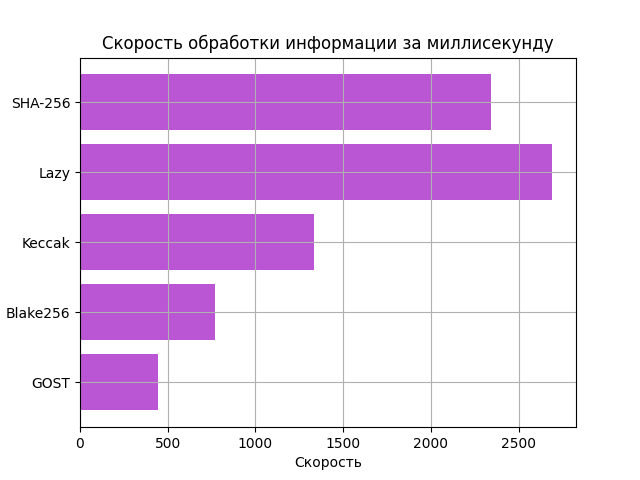 Скорость обработки информации за миллисекунду
SHA-256
Lazy
Keccak
Blake256
GOST
0 500 1000 1500 2000 2500
Скорость